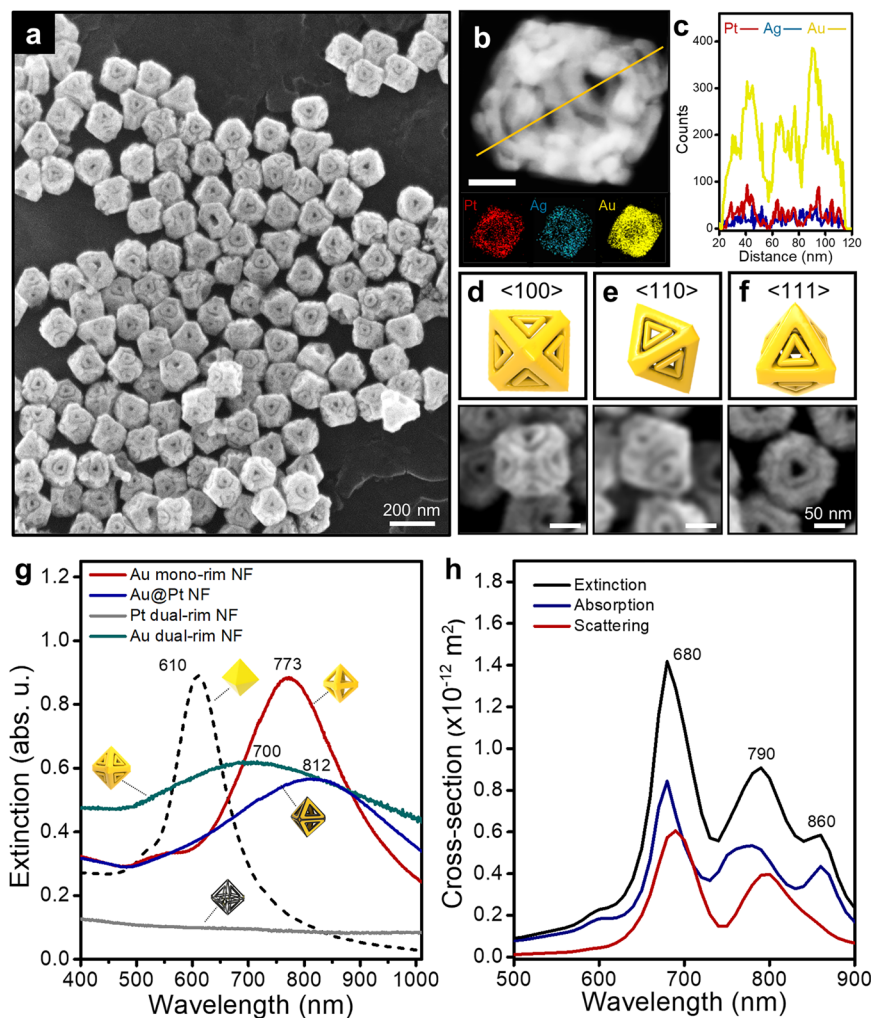 a
200 nm
b
Pt
Ag
Au
c
Pt
Ag
Au
400
300
200
100
0
Counts
20
40
60
80
100
120
Distance (nm)
d
<100>
e
<110>
f
<111>
50 nm
g
1.2
1.0
0.8
0.6
0.4
0.2
0.0
Extinction (abs. u.)
Au mono-rim NF
Au@Pt NF
Pt dual-rim NF
Au dual-rim NF
610
773
700
812
400
500
600
700
800
900
1000
Wavelength (nm)
h
1.8
1.6
1.4
1.2
1.0
0.8
0.6
0.4
0.2
0.0
Cross-section (x10⁻¹² m²)
Extinction
Absorption
Scattering
680
790
860
500
600
700
800
900
Wavelength (nm)